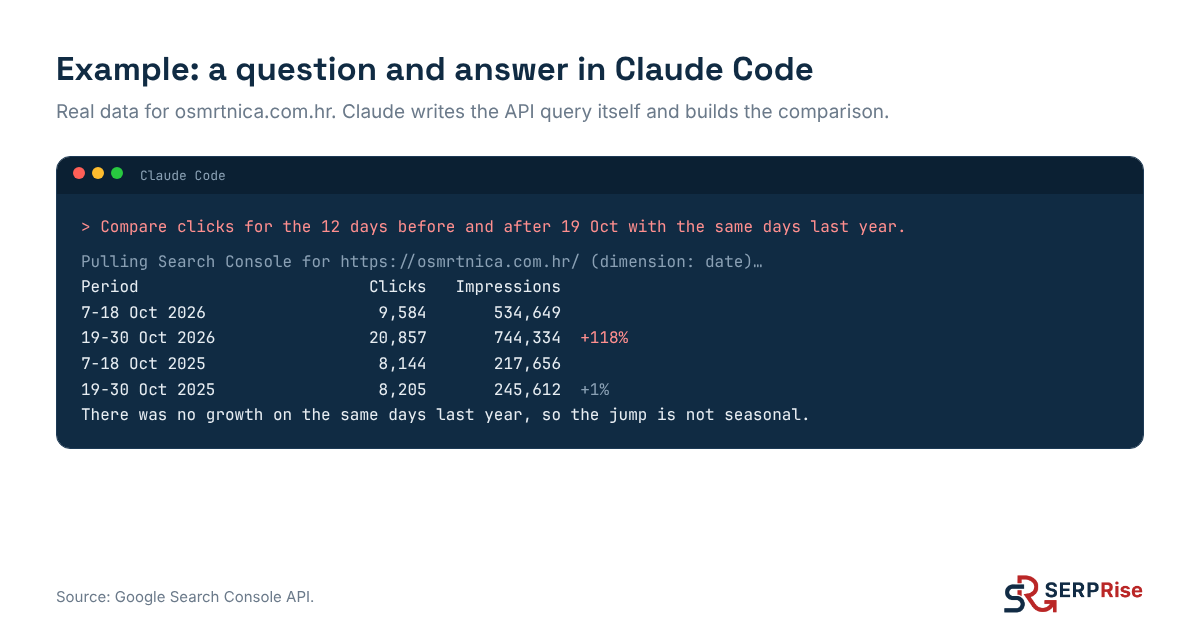 Example: a question and answer in Claude Code
Real data for osmrtnica.com.hr. Claude writes the API query itself and builds the comparison.
Claude Code
> Compare clicks for the 12 days before and after 19 Oct with the same days last year.
Pulling Search Console for https://osmrtnica.com.hr/ (dimension: date)…
Period Clicks Impressions
7-18 Oct 2026 9,584 534,649
19-30 Oct 2026 20,857 744,334 +118%
7-18 Oct 2025 8,144 217,656
19-30 Oct 2025 8,205 245,612 +1%
There was no growth on the same days last year, so the jump is not seasonal.
Source: Google Search Console API.
SERPRise